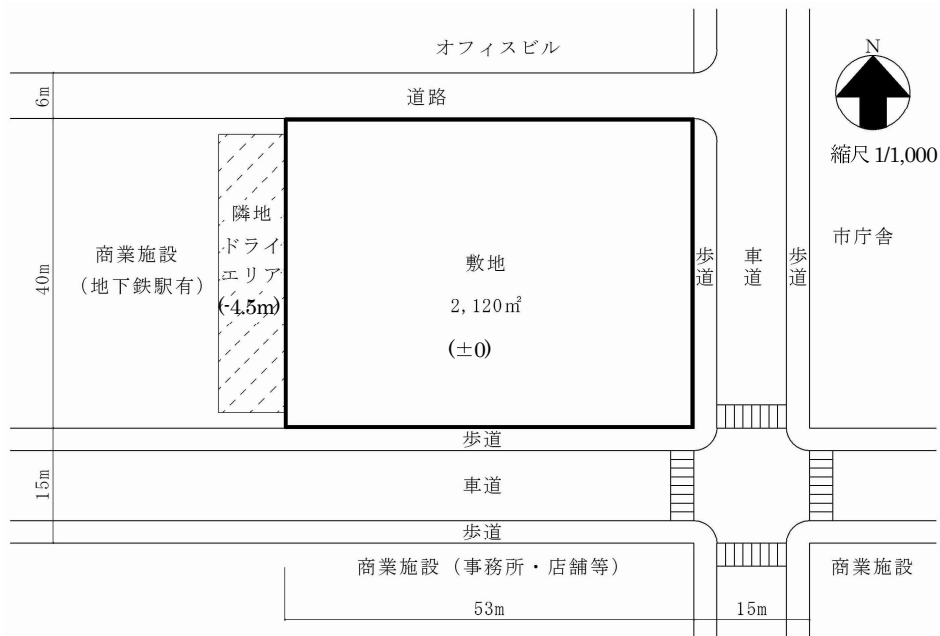 オフィスビル
N
6m
道路
縮尺 1/1,000
隣地
ドライ
エリア
(-4.5m)
商業施設
（地下鉄駅有）
40m
敷地
2,120㎡
(±0)
歩道
車道
歩道
市庁舎
歩道
15m
車道
歩道
商業施設（事務所・店舗等）
商業施設
53m
15m